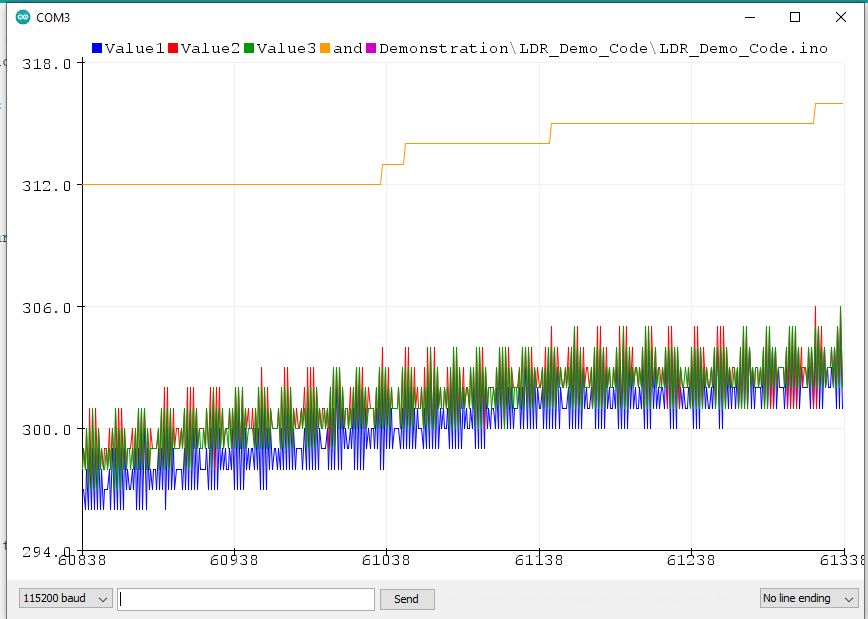 COM3
Value1 Value2 Value3 and Demonstration\LDR_Demo_Code\LDR_Demo_Code.ino
318.0
312.0
306.0
300.0
294.0
60838 60938 61038 61138 61238 61338
115200 baud Send No line ending